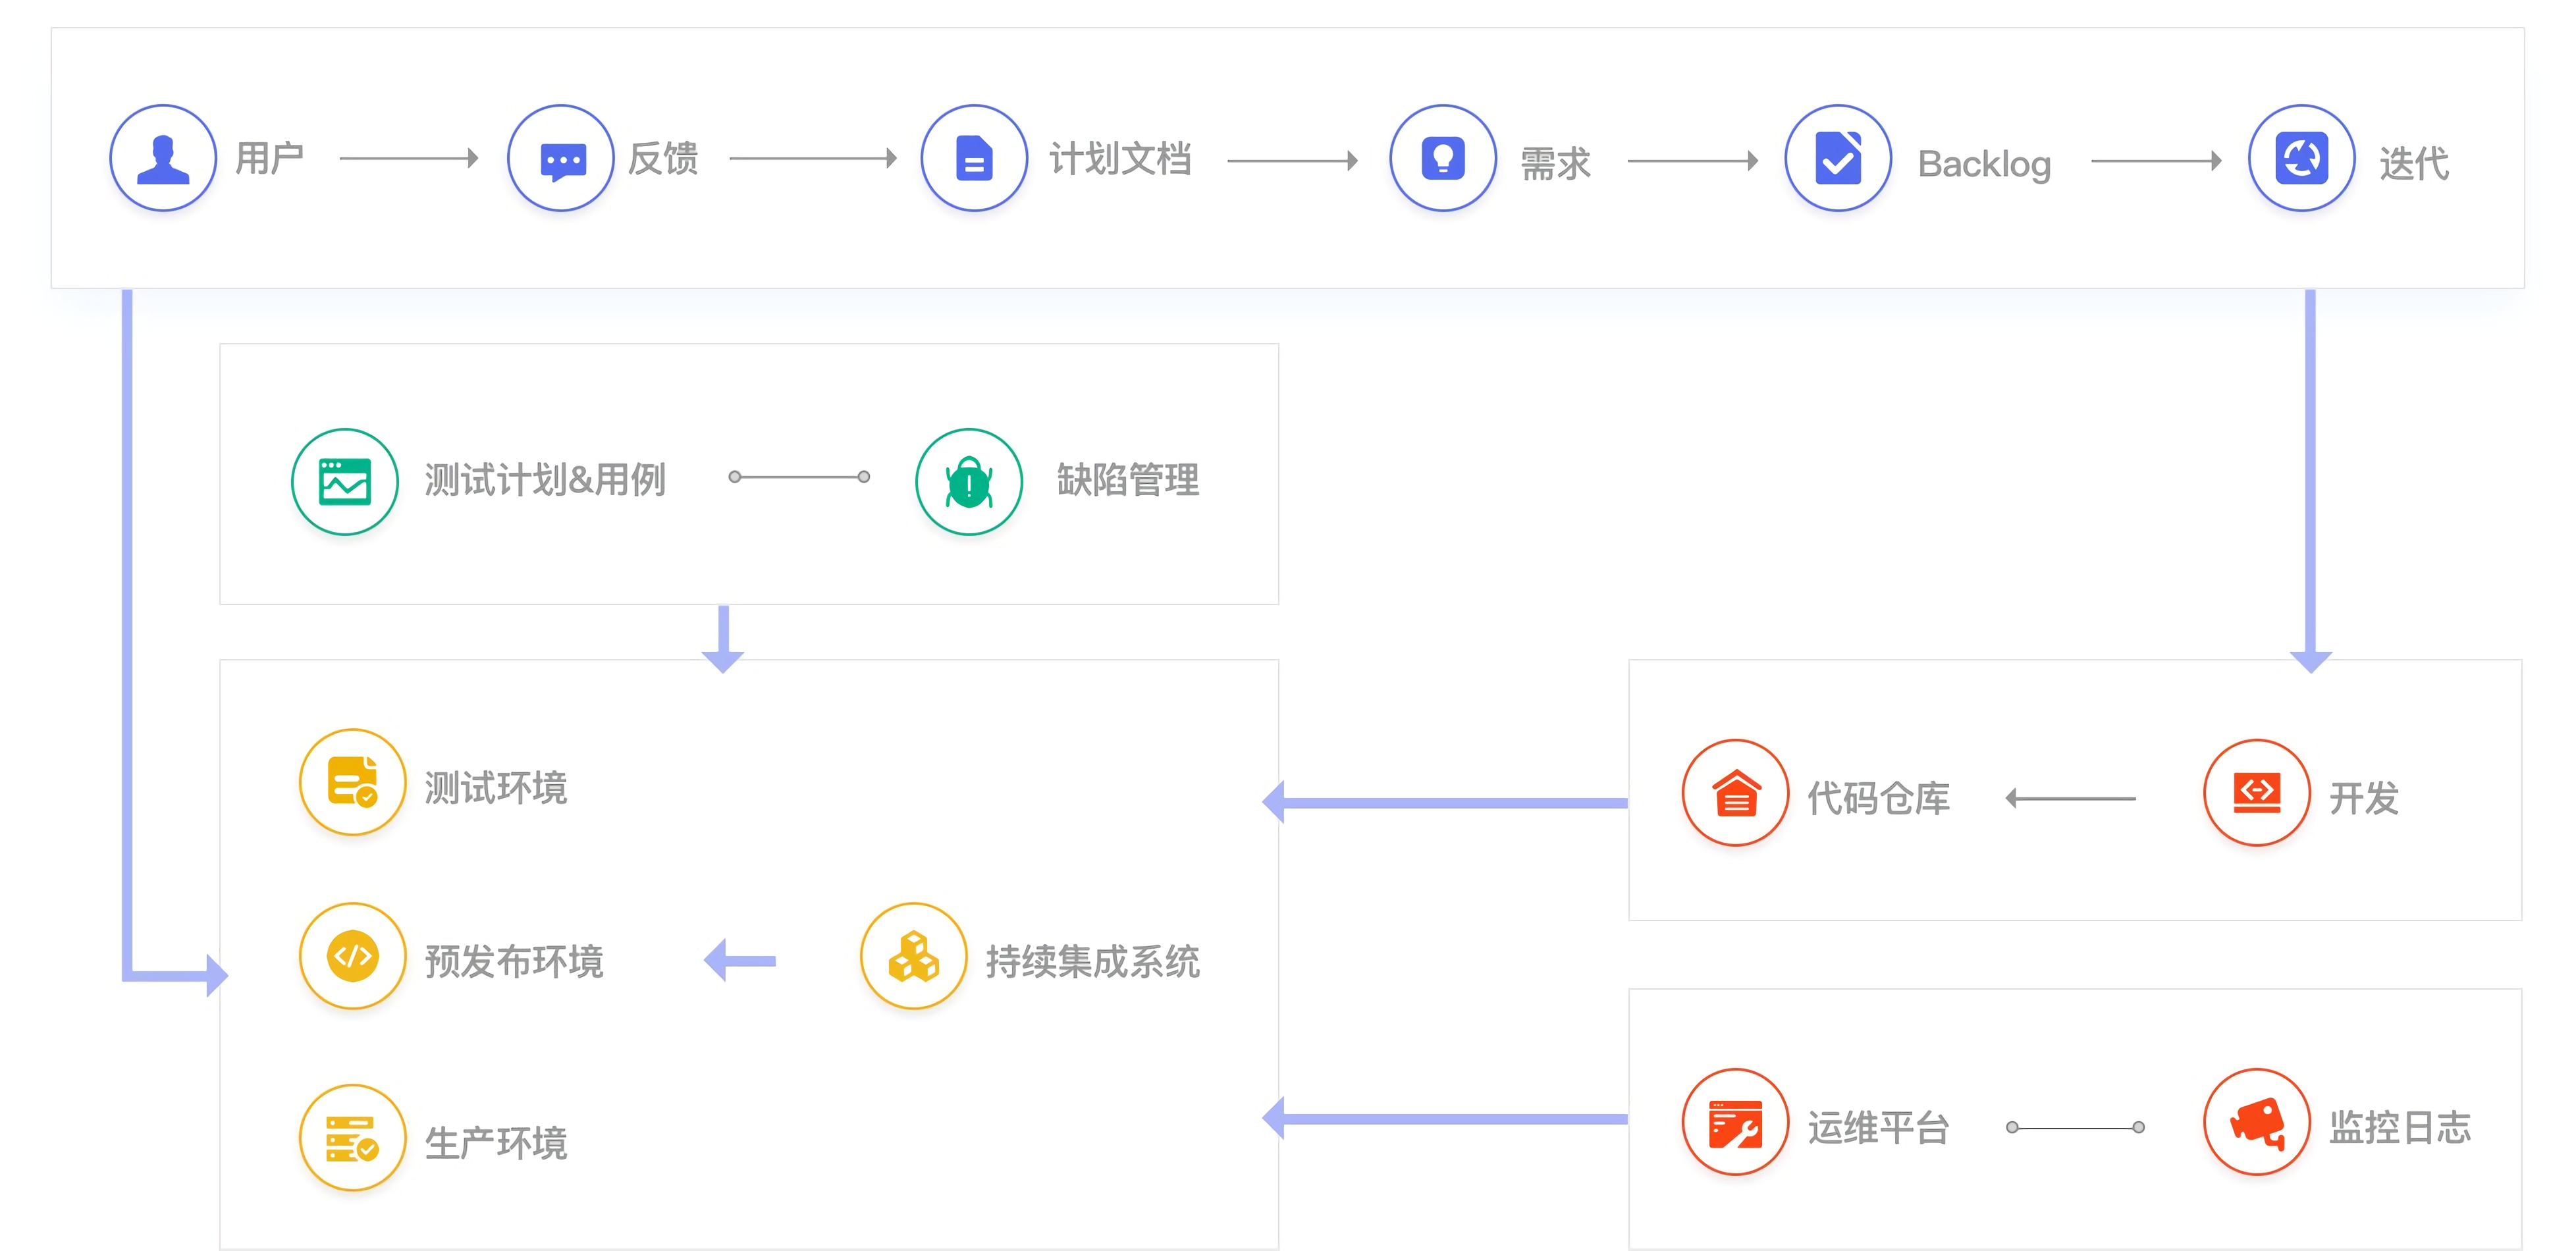 用户
反馈
计划文档
需求
Backlog
迭代
测试计划&用例
缺陷管理
测试环境
预发布环境
持续集成系统
生产环境
代码仓库
开发
运维平台
监控日志